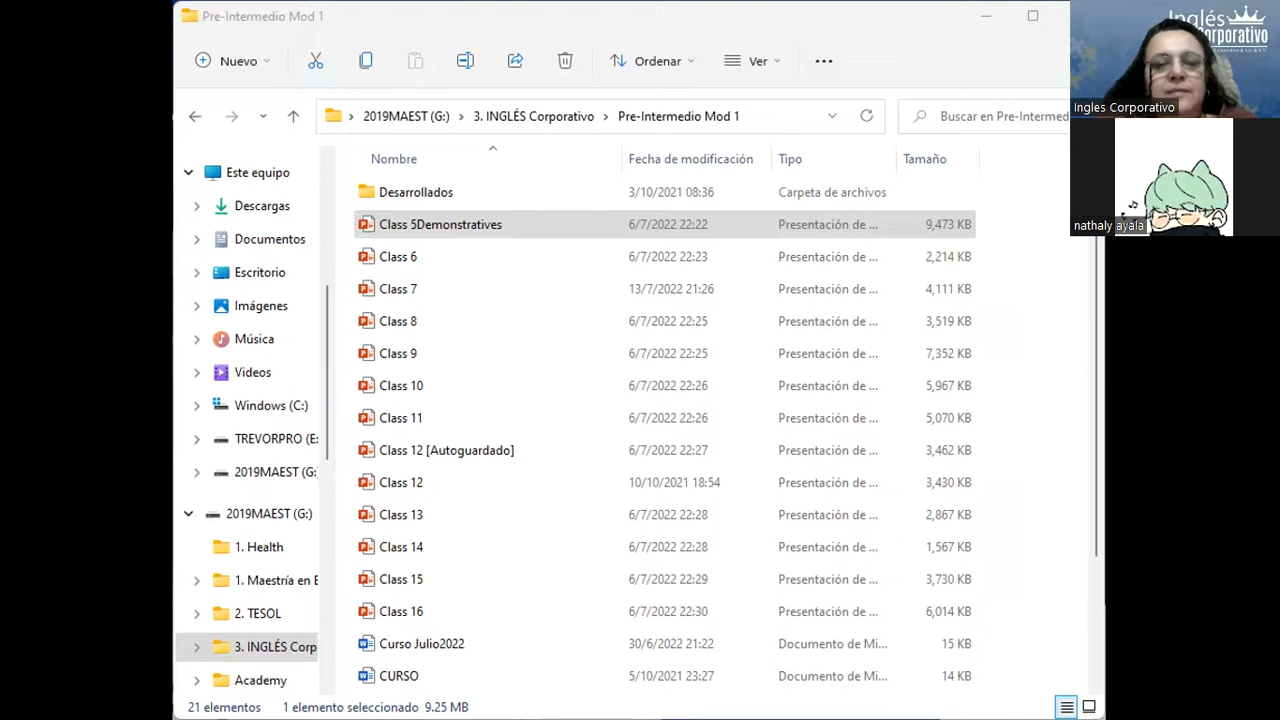 Pre-Intermedio Mod 1
Nuevo
Ordenar
Ver
2019MAEST (G:) > 3. INGLÉS Corporativo > Pre-Intermedio Mod 1
Buscar en Pre-Intermed
Nombre Fecha de modificación Tipo Tamaño
Desarrollados 3/10/2021 08:36 Carpeta de archivos
Class 5Demonstratives 6/7/2022 22:22 Presentación de ... 9,473 KB
Class 6 6/7/2022 22:23 Presentación de ... 2,214 KB
Class 7 13/7/2022 21:26 Presentación de ... 4,111 KB
Class 8 6/7/2022 22:25 Presentación de ... 3,519 KB
Class 9 6/7/2022 22:25 Presentación de ... 7,352 KB
Class 10 6/7/2022 22:26 Presentación de ... 5,967 KB
Class 11 6/7/2022 22:26 Presentación de ... 5,070 KB
Class 12 [Autoguardado] 6/7/2022 22:27 Presentación de ... 3,462 KB
Class 12 10/10/2021 18:54 Presentación de ... 3,430 KB
Class 13 6/7/2022 22:28 Presentación de ... 2,867 KB
Class 14 6/7/2022 22:28 Presentación de ... 1,567 KB
Class 15 6/7/2022 22:29 Presentación de ... 3,730 KB
Class 16 6/7/2022 22:30 Presentación de ... 6,014 KB
Curso Julio2022 30/6/2022 21:22 Documento de Mi... 15 KB
CURSO 5/10/2021 23:27 Documento de Mi... 14 KB
Este equipo
Descargas
Documentos
Escritorio
Imágenes
Música
Videos
Windows (C:)
TREVORPRO (E:
2019MAEST (G:
2019MAEST (G:)
1. Health
1. Maestría en E
2. TESOL
3. INGLÉS Corp
Academy
21 elementos 1 elemento seleccionado 9.25 MB
Inglés
Corporativo
Ingles Corporativo
nathaly ayala